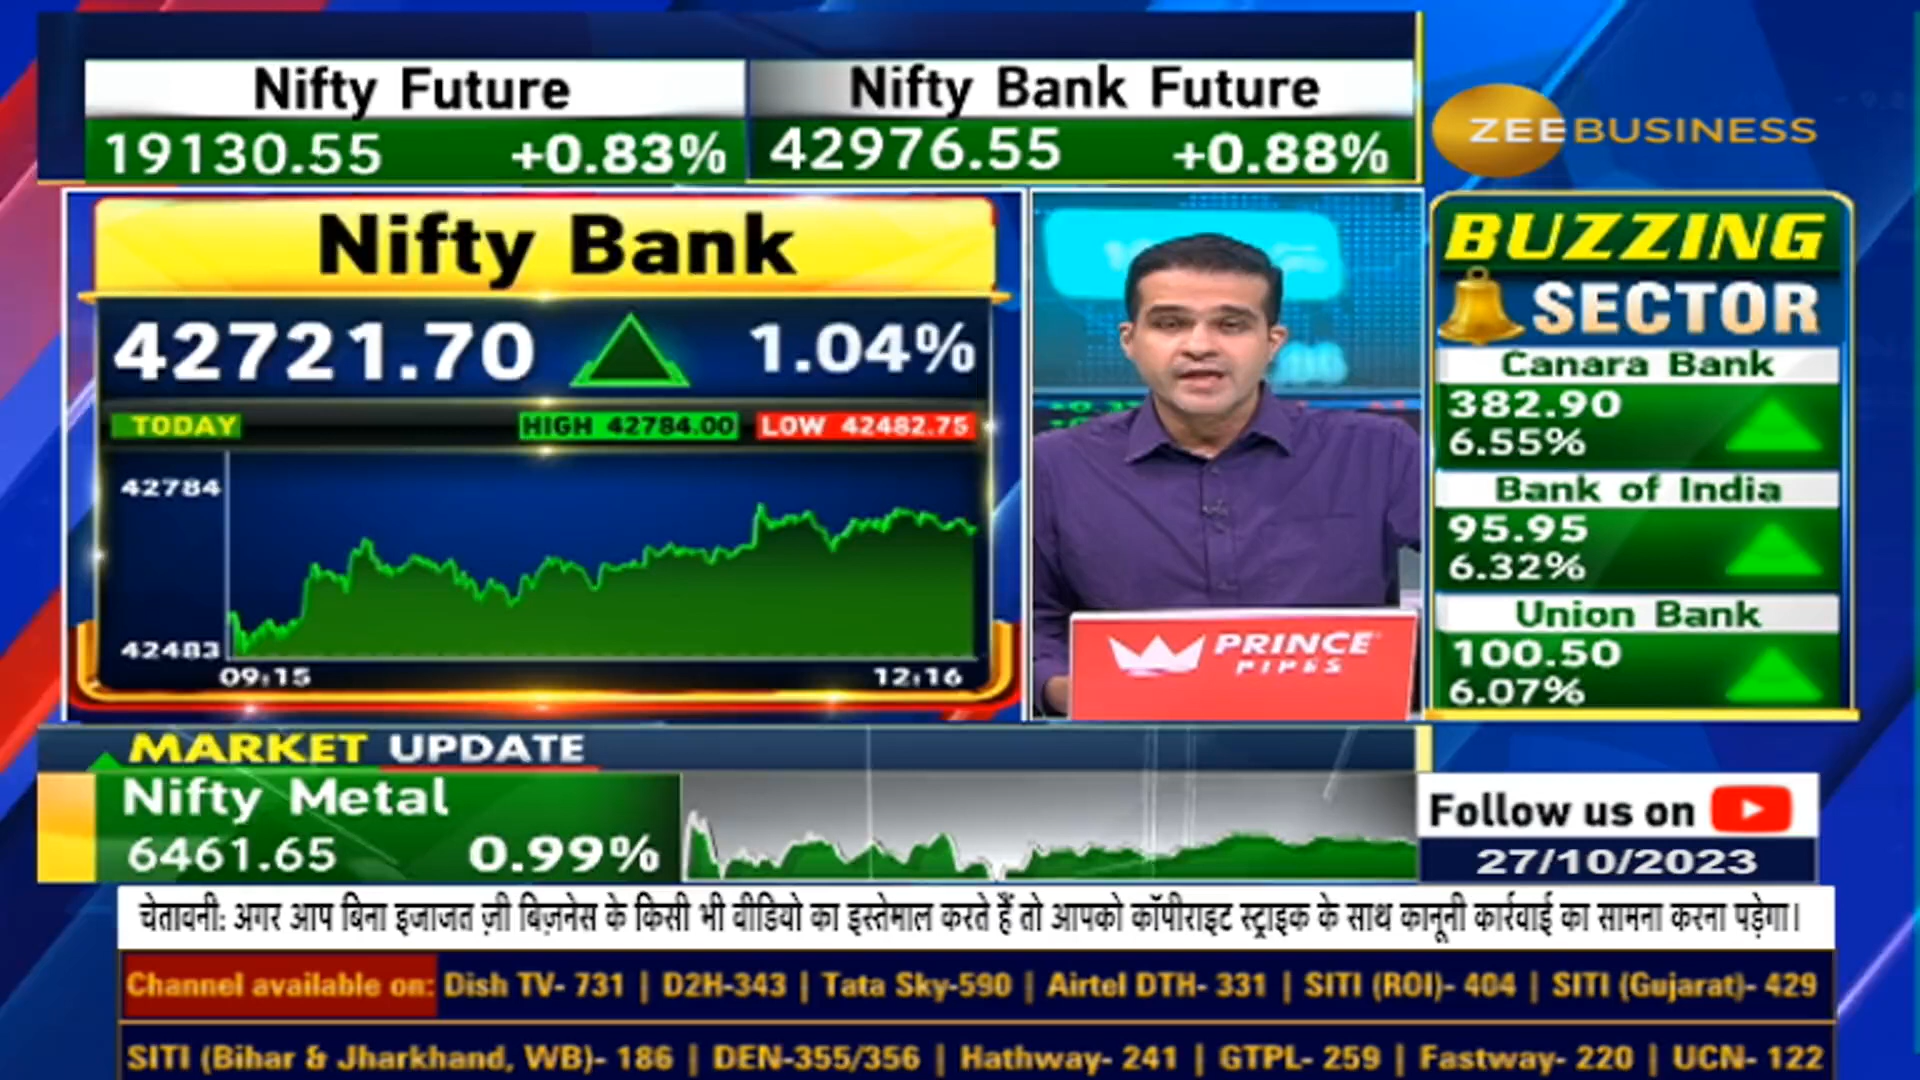 Nifty Future
19130.55 +0.83%
Nifty Bank Future
42976.55 +0.88%
ZEEBUSINESS
Nifty Bank
42721.70 1.04%
TODAY HIGH 42784.00 LOW 42482.75
42784
42483
09:15 12:16
PRINCE
PIPES
BUZZING
SECTOR
Canara Bank
382.90
6.55%
Bank of India
95.95
6.32%
Union Bank
100.50
6.07%
MARKET UPDATE
Nifty Metal
6461.65 0.99%
Follow us on
27/10/2023
चेतावनी: अगर आप बिना इजाजत ज़ी बिज़नेस के किसी भी वीडियो का इस्तेमाल करते हैं तो आपको कॉपीराइट स्ट्राइक के साथ कानूनी कार्रवाई का सामना करना पड़ेगा।
Channel available on: Dish TV- 731 | D2H-343 | Tata Sky-590 | Airtel DTH- 331 | SITI (ROI)- 404 | SITI (Gujarat)- 429
SITI (Bihar & Jharkhand, WB)- 186 | DEN-355/356 | Hathway- 241 | GTPL- 259 | Fastway- 220 | UCN- 122